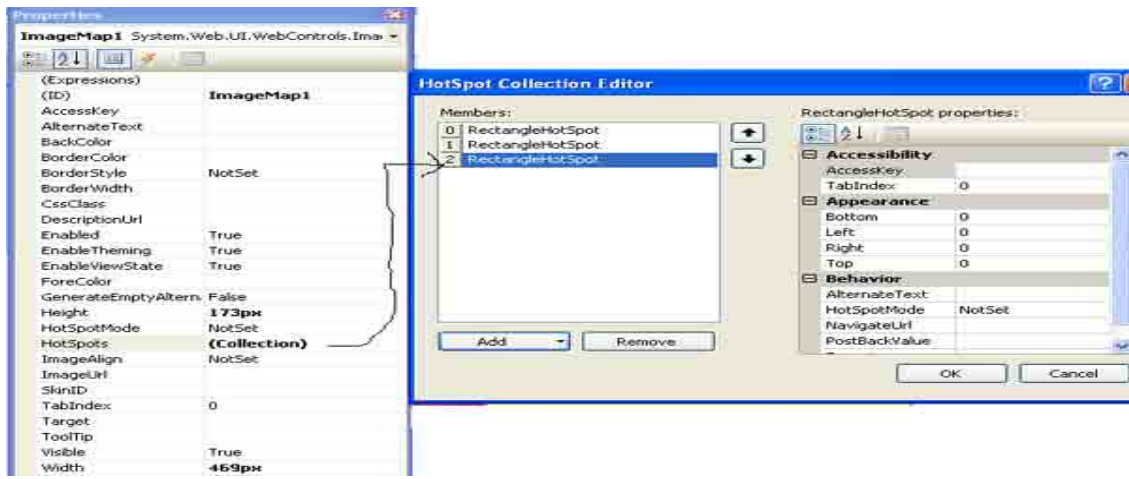 Properties
ImageMap1 System.Web.UI.WebControls.Ima
(Expressions)
(ID) ImageMap1
AccessKey
AlternateText
BackColor
BorderColor
BorderStyle NotSet
BorderWidth
CssClass
DescriptionUrl
Enabled True
EnableTheming True
EnableViewState True
ForeColor
GenerateEmptyAltern False
Height 173px
HotSpotMode NotSet
HotSpots (Collection)
ImageAlign NotSet
ImageUrl
SkinID
TabIndex 0
Target
ToolTip
Visible True
Width 469px
HotSpot Collection Editor
Members:
0 RectangleHotSpot
1 RectangleHotSpot
2 RectangleHotSpot
Add
Remove
RectangleHotSpot properties:
Accessibility
AccessKey
TabIndex 0
Appearance
Bottom 0
Left 0
Right 0
Top 0
Behavior
AlternateText
HotSpotMode NotSet
NavigateUrl
PostBackValue
OK
Cancel